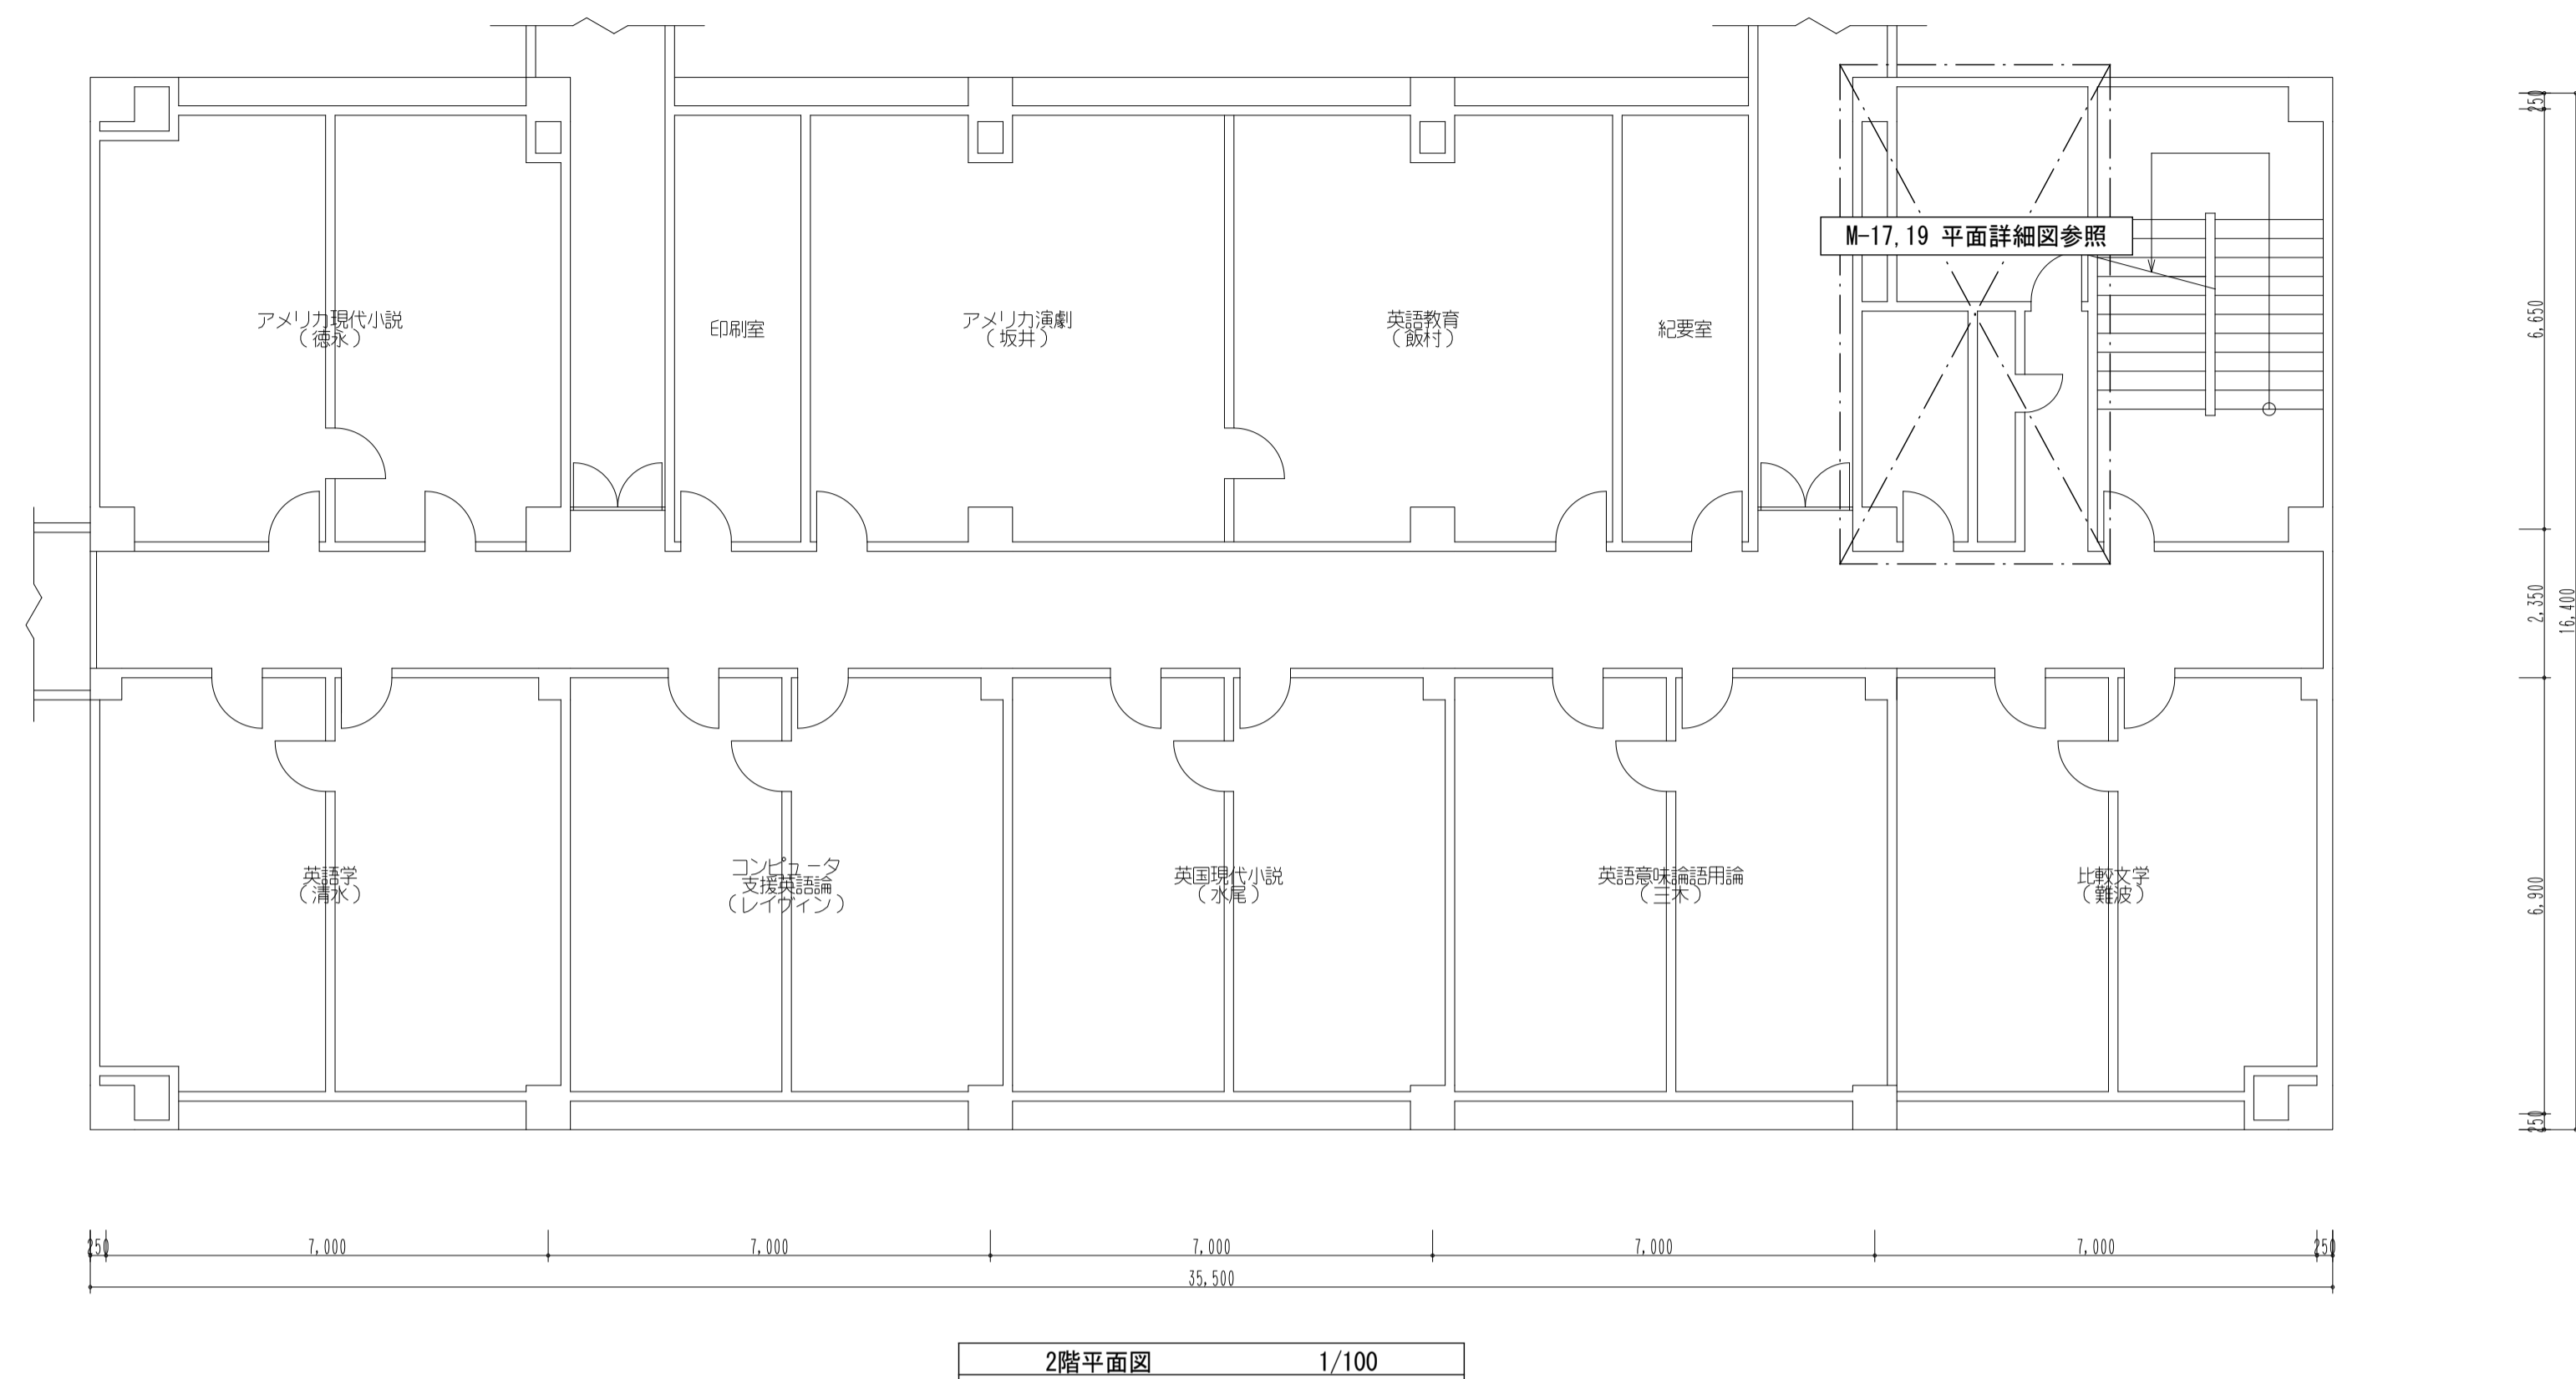 M-17,19 平面詳細図参照
アメリカ現代小説
(徳永)
印刷室
アメリカ演劇
(坂井)
英語教育
(飯村)
紀要室
英語学
(清水)
コンピュータ
支援英語論
(レイヴィン)
英国現代小説
(水尾)
英語意味論語用論
(三木)
比較文学
(難波)
250
6,650
2,350
16,400
6,900
250
250
7,000
7,000
7,000
7,000
7,000
250
35,500
2階平面図 1/100